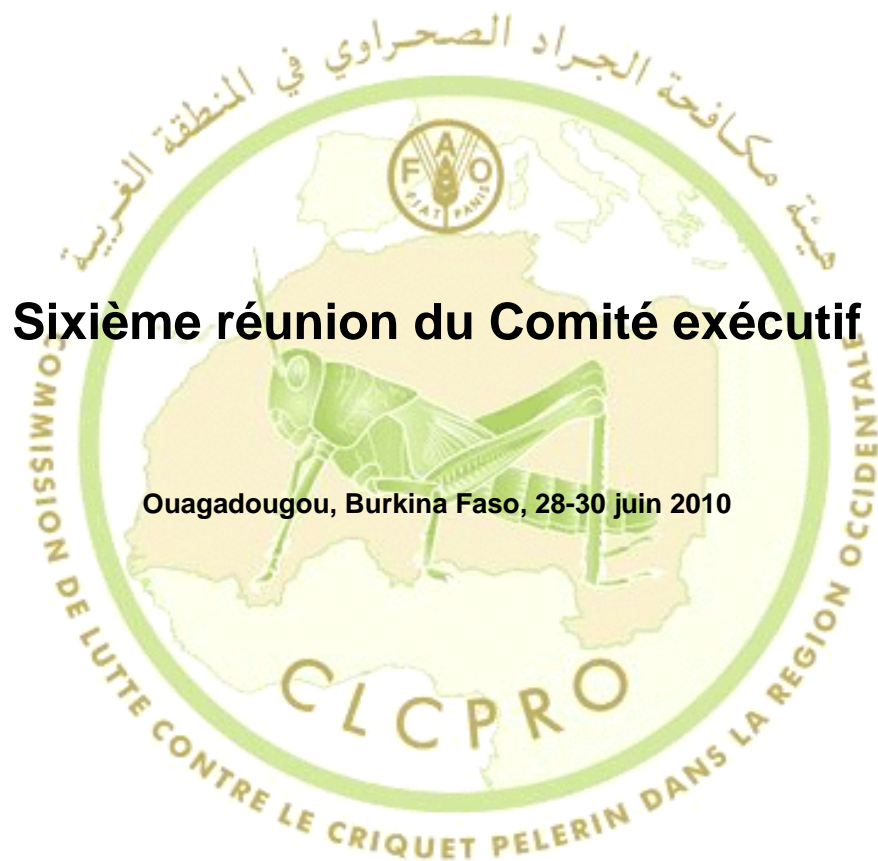 هيئة مكافحة الجراد الصحراوي في المنطقة الغربية
FAO
FIAT PANIS
Sixième réunion du Comité exécutif
Ouagadougou, Burkina Faso, 28-30 juin 2010
CLCPRO
COMMISSION DE LUTTE CONTRE LE CRIQUET PELERIN DANS LA REGION OCCIDENTALE